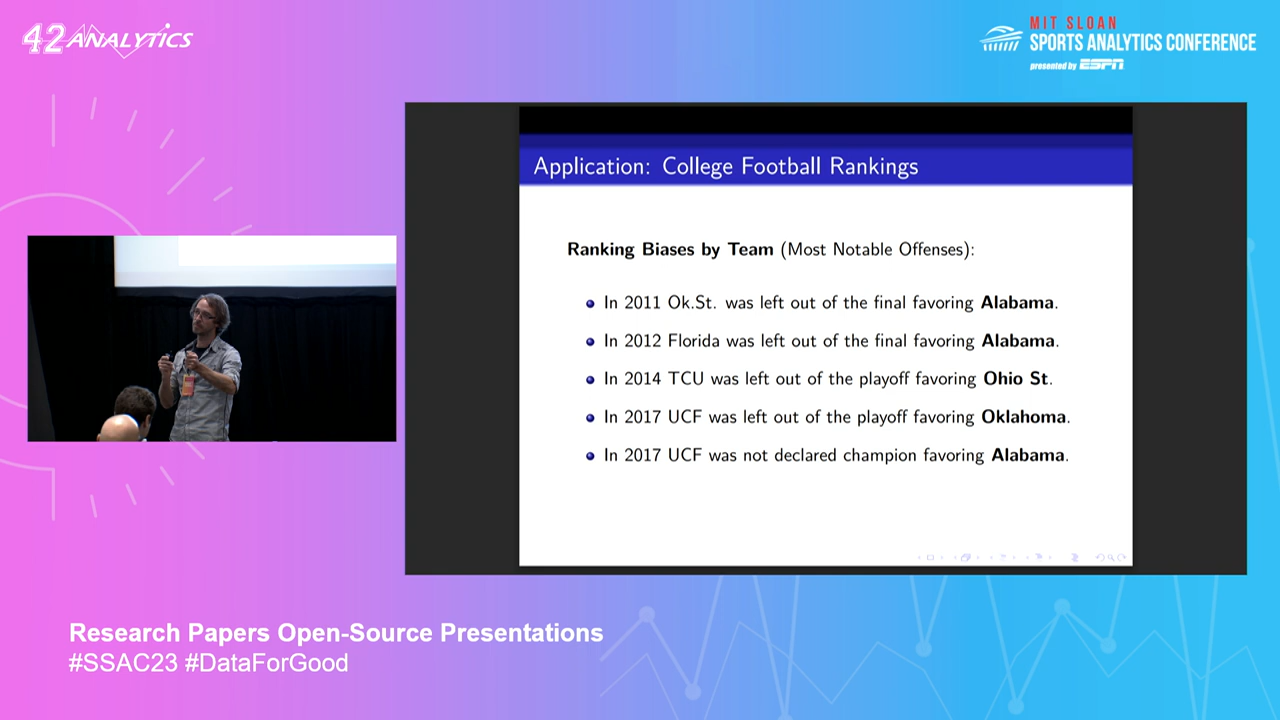 42 ANALYTICS
MIT SLOAN
SPORTS ANALYTICS CONFERENCE
presented by ESPN
Application: College Football Rankings
Ranking Biases by Team (Most Notable Offenses):
In 2011 Ok.St. was left out of the final favoring Alabama.
In 2012 Florida was left out of the final favoring Alabama.
In 2014 TCU was left out of the playoff favoring Ohio St.
In 2017 UCF was left out of the playoff favoring Oklahoma.
In 2017 UCF was not declared champion favoring Alabama.
Research Papers Open-Source Presentations
#SSAC23 #DataForGood